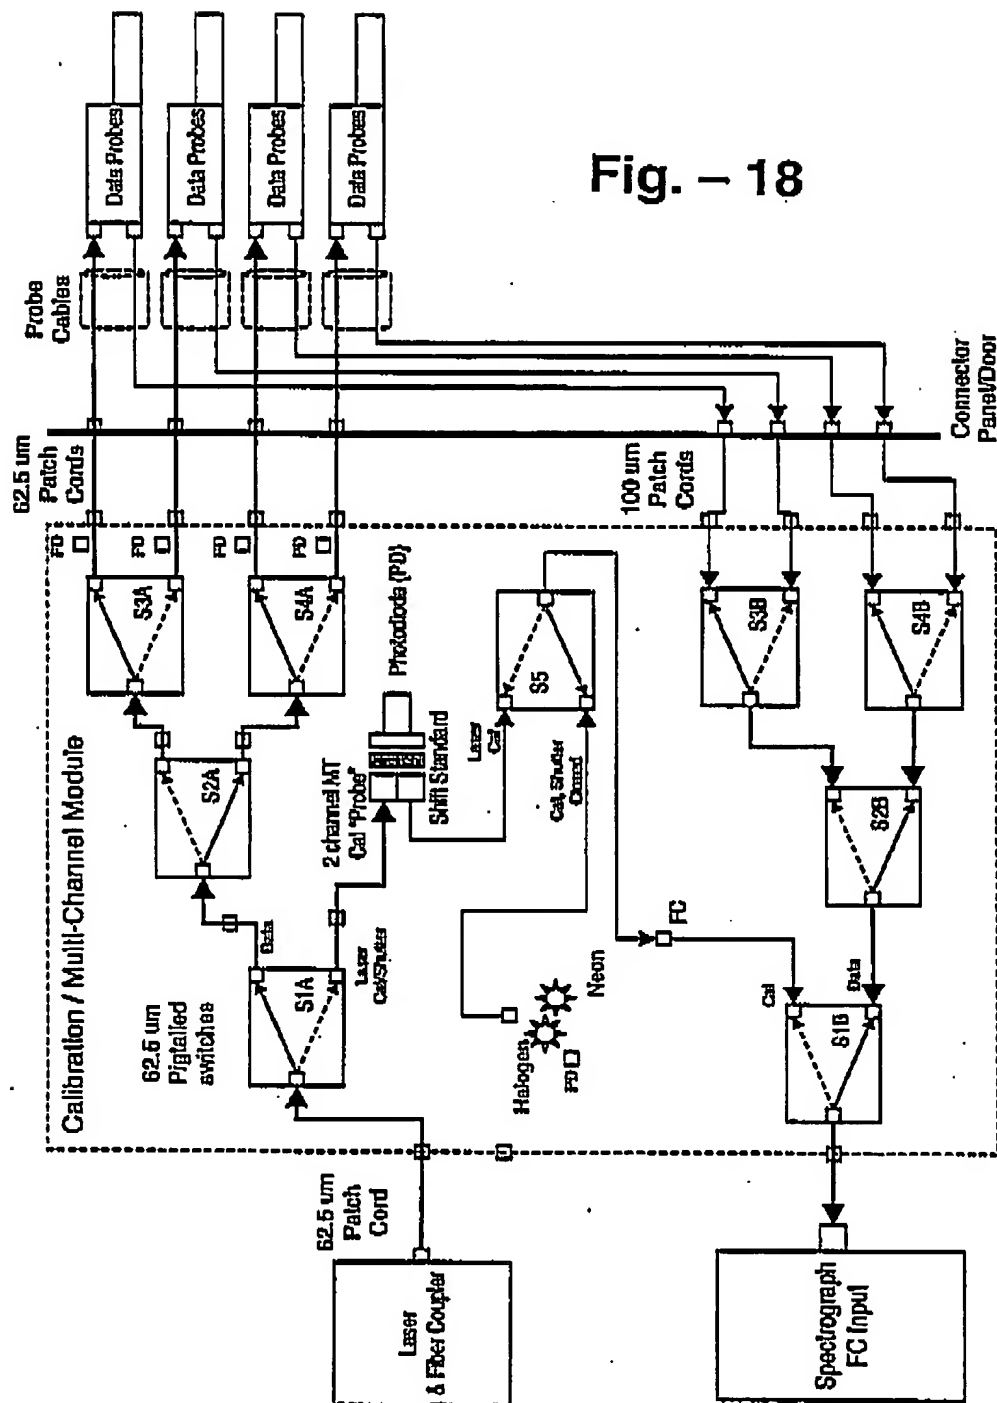 Fig. – 18
Probe
Cables
Data Probes
Data Probes
Data Probes
Data Probes
62.5 um
Patch
Cords
100 um
Patch
Cords
Connector
Panel/Door
Calibration / Multi-Channel Module
PD
PD
PD
PD
S3A
S4A
S2A
S1A
Data
Laser
Cal/Shutter
62.5 um
Pigtailed
switches
2 channel MT
Cal "Probe"
Shift Standard
Photodiode (PD)
S5
Laser
Cal
Cal, Shutter
Closed
Halogen
Neon
PD
FC
Cal
Data
S1B
S2B
S3B
S4B
62.5 um
Patch
Cord
Laser
& Fiber Coupler
Spectrograph
FC Input